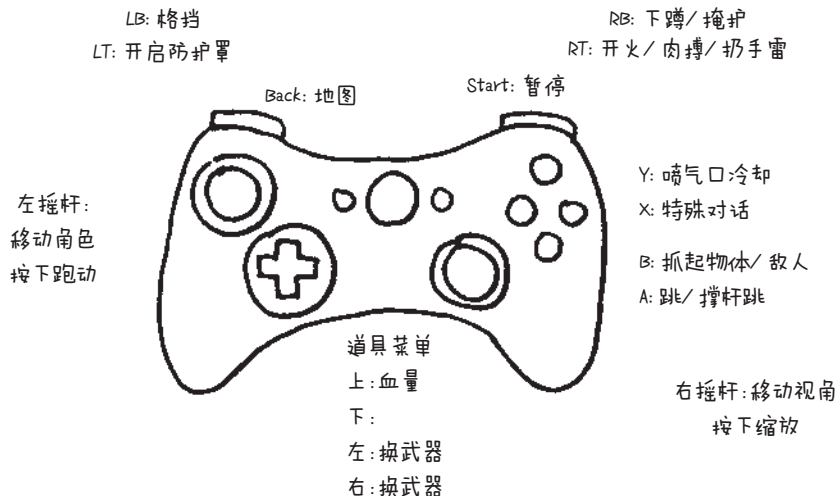 LB: 格挡
LT: 开启防护罩
Back: 地图
RB: 下蹲/掩护
RT: 开火/肉搏/扔手雷
Start: 暂停
左摇杆:
移动角色
按下跑动
Y: 喷气口冷却
X: 特殊对话
B: 抓起物体/敌人
A: 跳/撑杆跳
道具菜单
上:血量
下:
左:换武器
右:换武器
右摇杆:移动视角
按下缩放